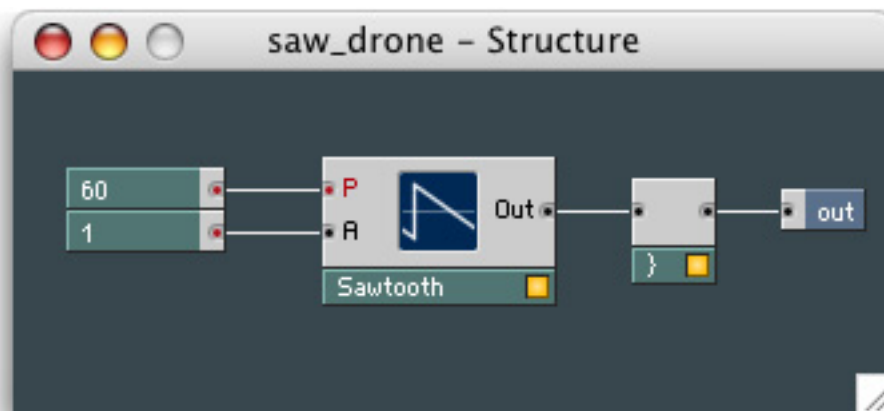 saw_drone – Structure
60
1
P
A
Out
Sawtooth
}
out